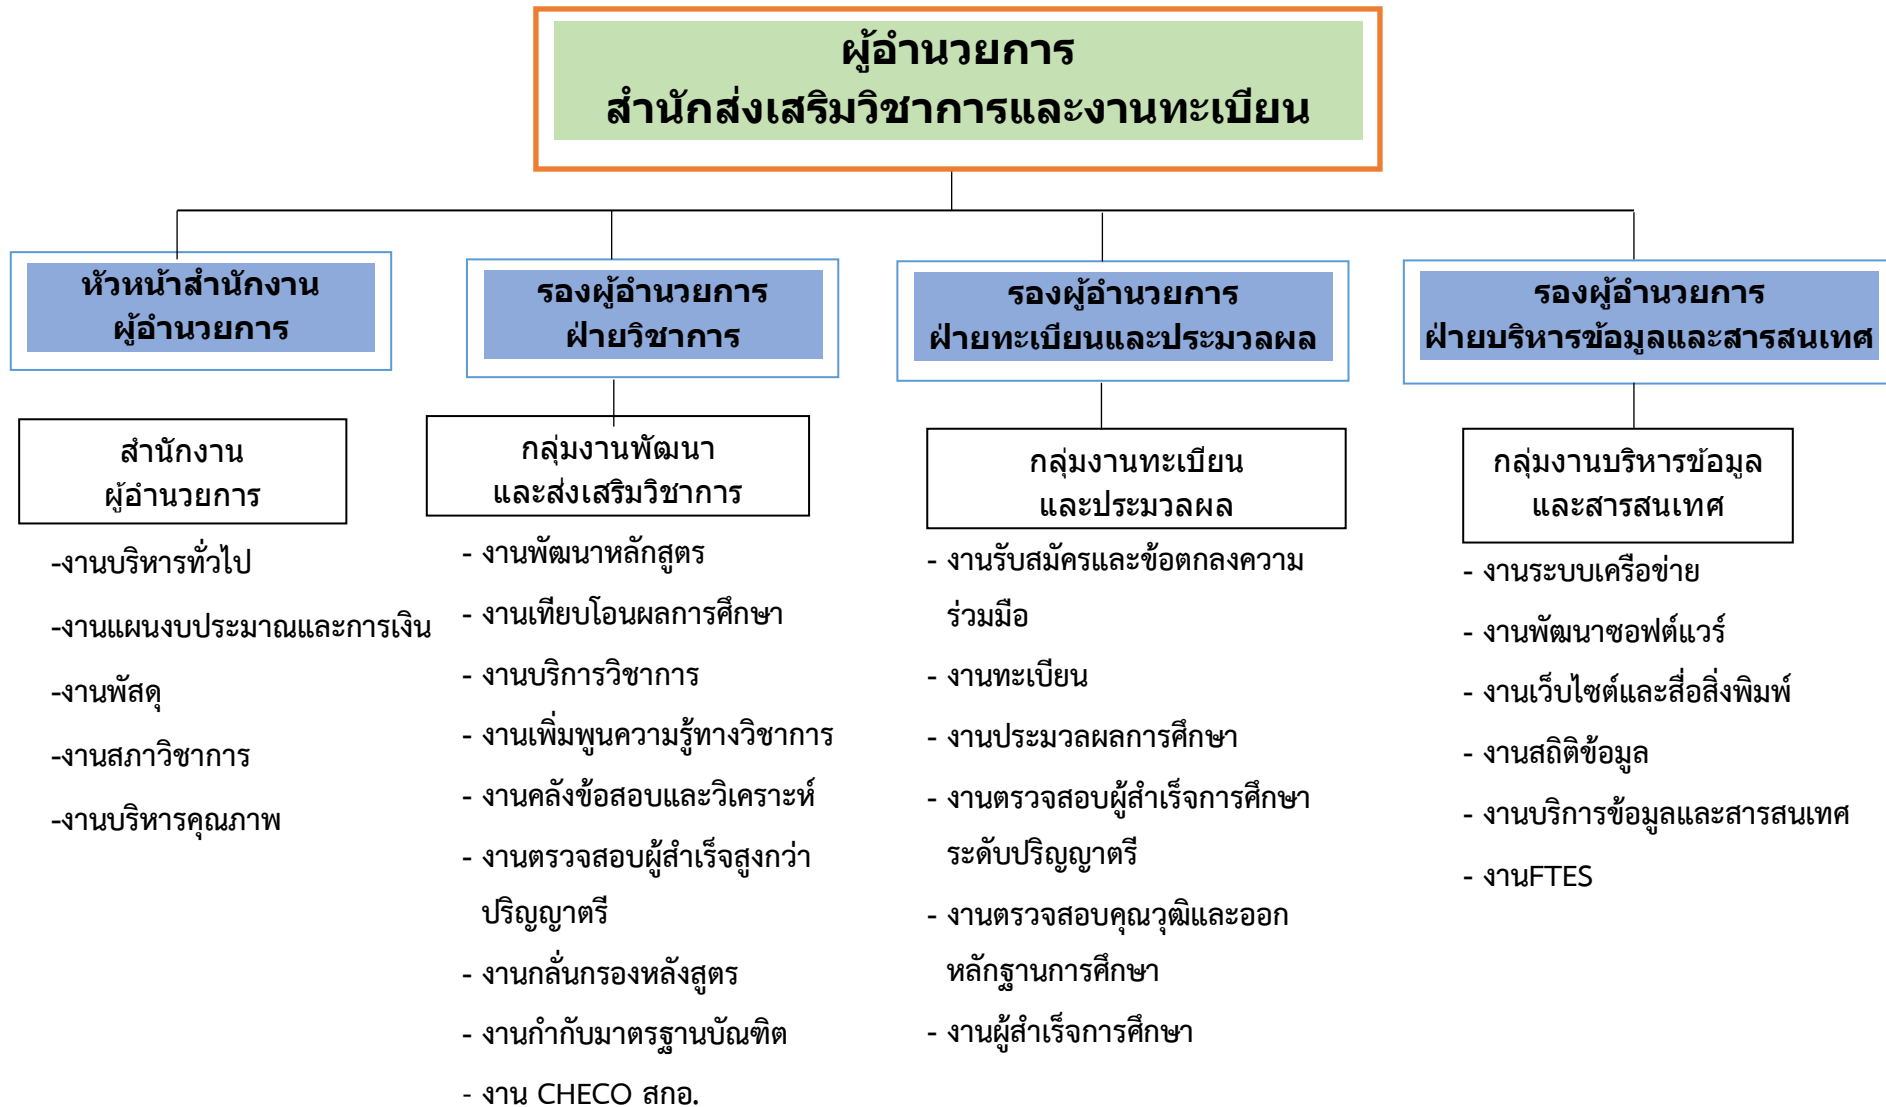 ผู้อำนวยการ
สำนักส่งเสริมวิชาการและงานทะเบียน
หัวหน้าสำนักงาน
ผู้อำนวยการ
สำนักงาน
ผู้อำนวยการ
-งานบริหารทั่วไป
-งานแผนงบประมาณและการเงิน
-งานพัสดุ
-งานสภาวิชาการ
-งานบริหารคุณภาพ
รองผู้อำนวยการ
ฝ่ายวิชาการ
กลุ่มงานพัฒนา
และส่งเสริมวิชาการ
- งานพัฒนาหลักสูตร
- งานเทียบโอนผลการศึกษา
- งานบริการวิชาการ
- งานเพิ่มพูนความรู้ทางวิชาการ
- งานคลังข้อสอบและวิเคราะห์
- งานตรวจสอบผู้สำเร็จสูงกว่า
ปริญญาตรี
- งานกลั่นกรองหลังสูตร
- งานกำกับมาตรฐานบัณฑิต
- งาน CHECO สกอ.
รองผู้อำนวยการ
ฝ่ายทะเบียนและประมวลผล
กลุ่มงานทะเบียน
และประมวลผล
- งานรับสมัครและข้อตกลงความ
ร่วมมือ
- งานทะเบียน
- งานประมวลผลการศึกษา
- งานตรวจสอบผู้สำเร็จการศึกษา
ระดับปริญญาตรี
- งานตรวจสอบคุณวุฒิและออก
หลักฐานการศึกษา
- งานผู้สำเร็จการศึกษา
รองผู้อำนวยการ
ฝ่ายบริหารข้อมูลและสารสนเทศ
กลุ่มงานบริหารข้อมูล
และสารสนเทศ
- งานระบบเครือข่าย
- งานพัฒนาซอฟต์แวร์
- งานเว็บไซต์และสื่อสิ่งพิมพ์
- งานสถิติข้อมูล
- งานบริการข้อมูลและสารสนเทศ
- งานFTES